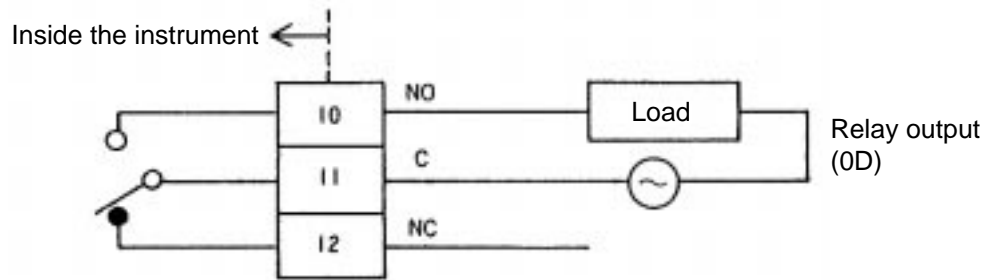 Inside the instrument
10
NO
Load
11
C
12
NC
Relay output
(0D)